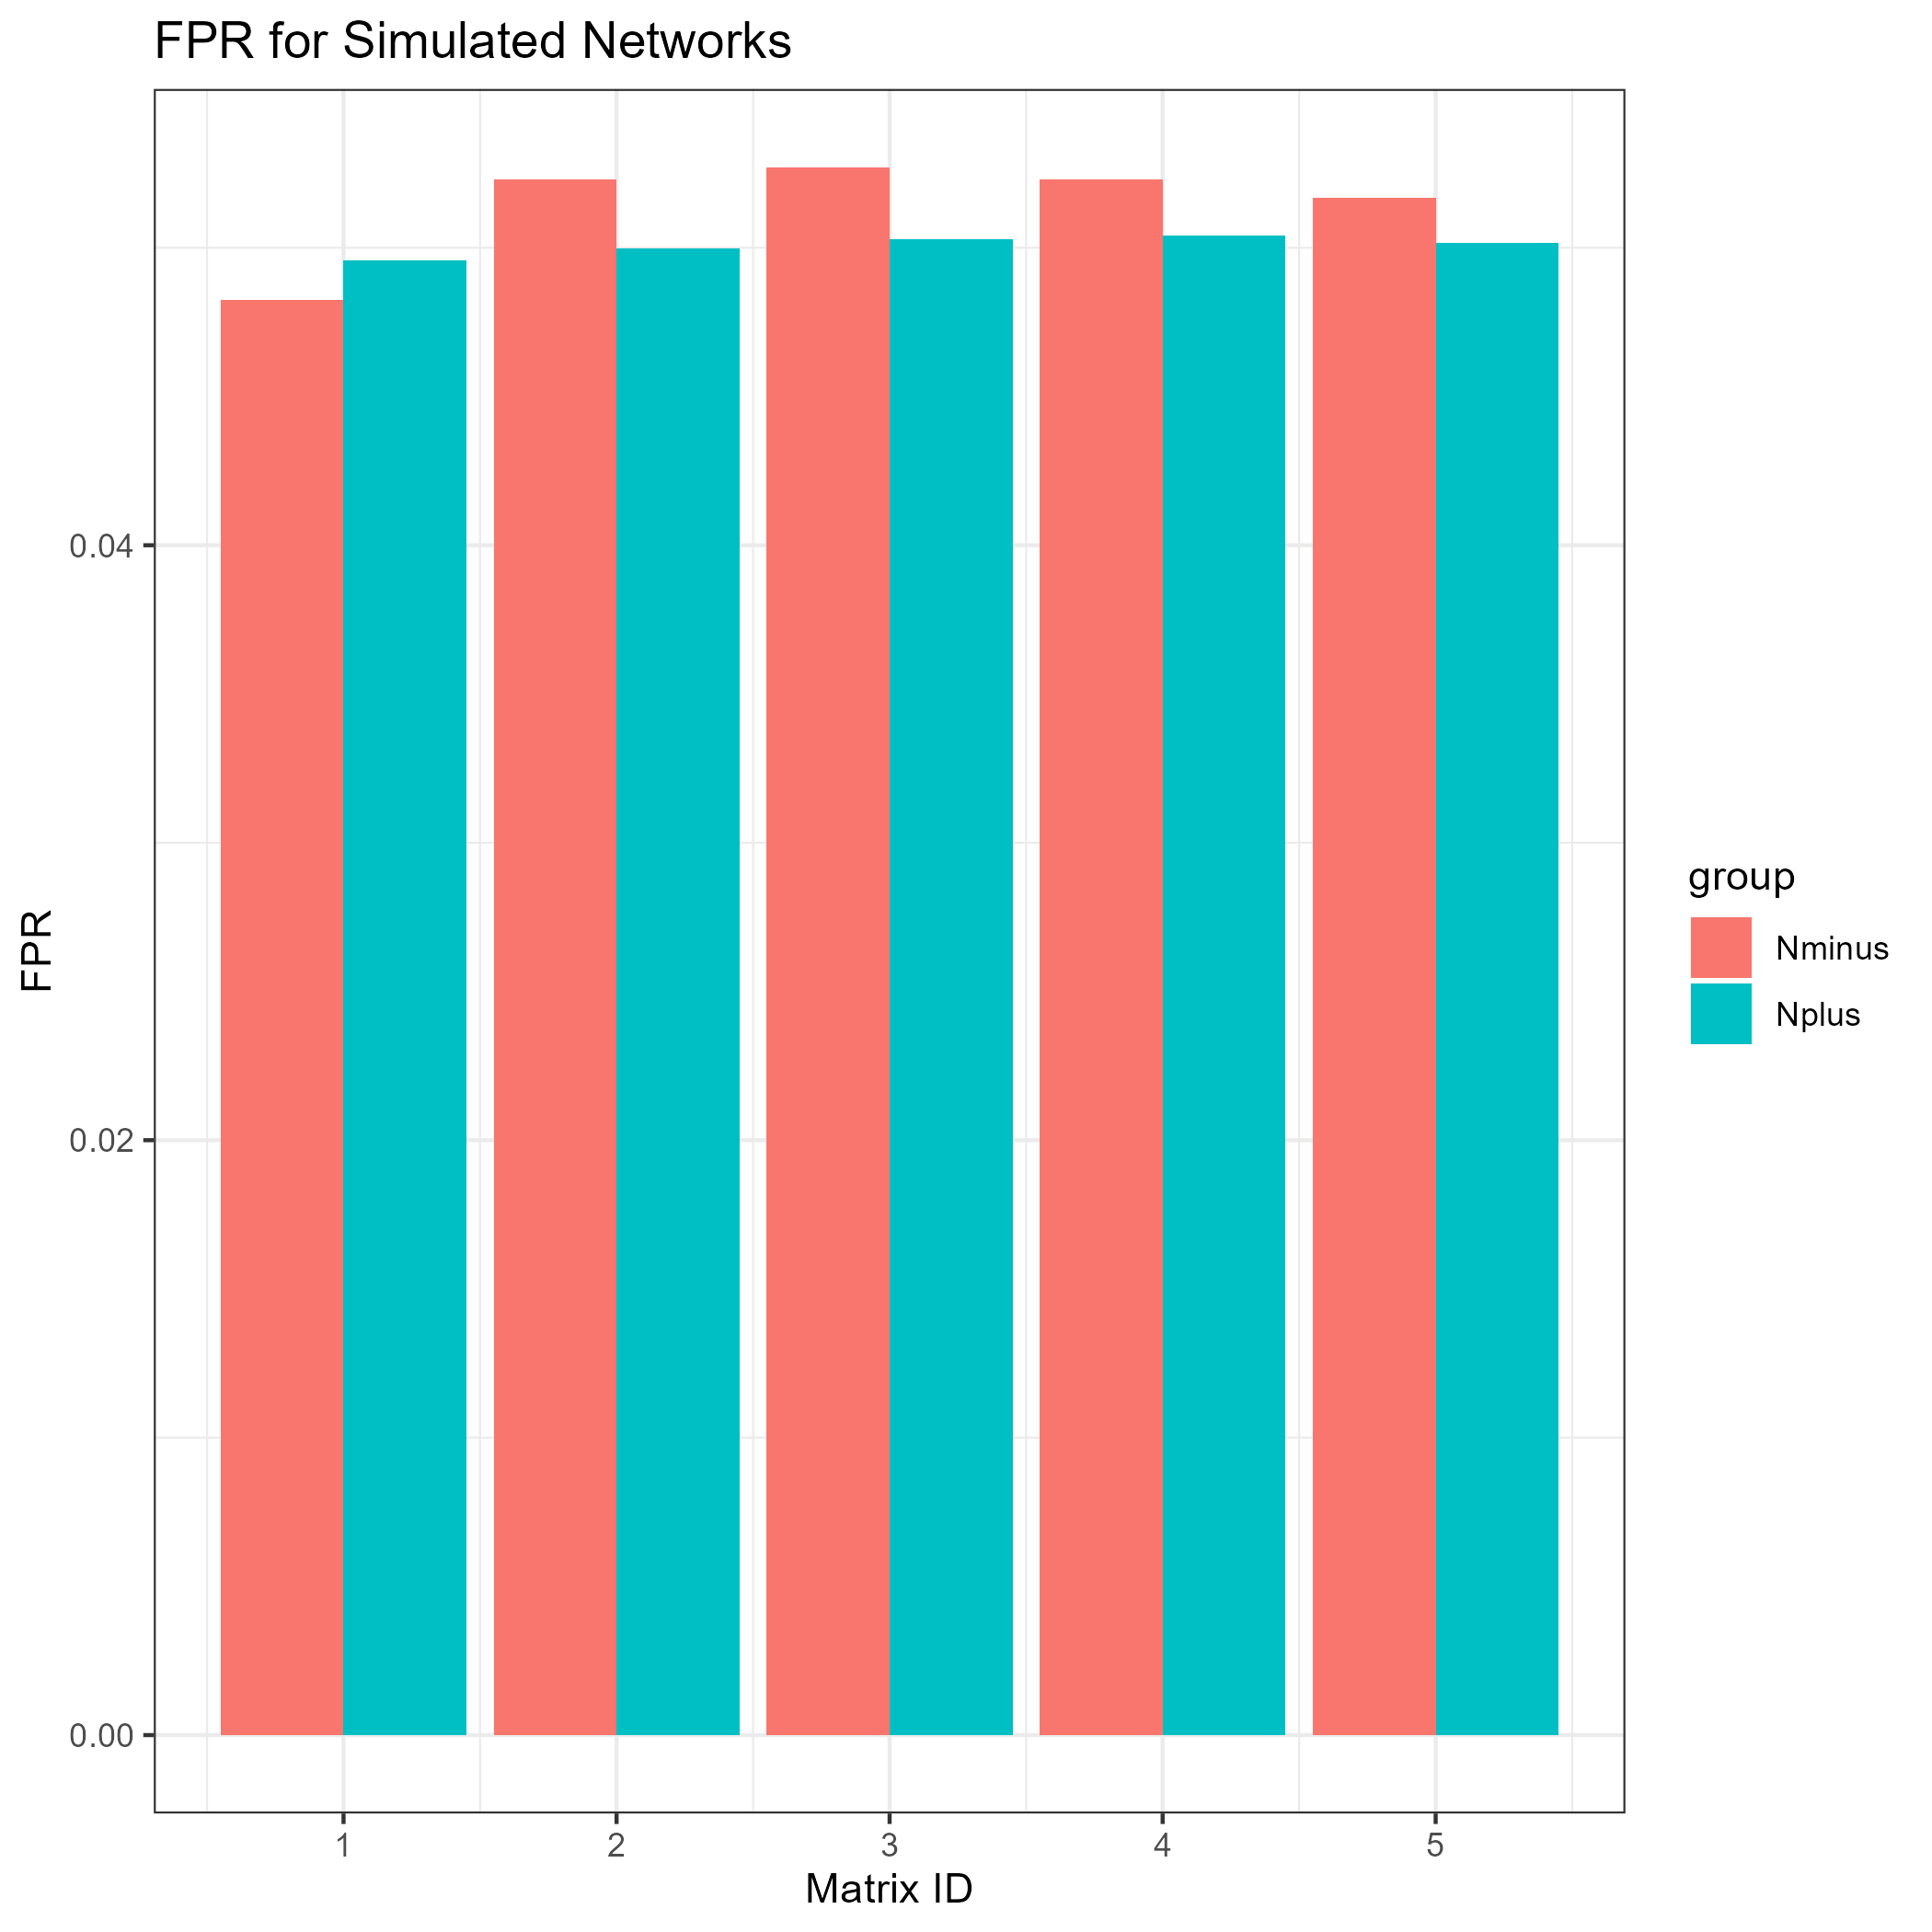 FPR for Simulated Networks
FPR
0.04
0.02
0.00
1 2 3 4 5
Matrix ID
group
Nminus
Nplus